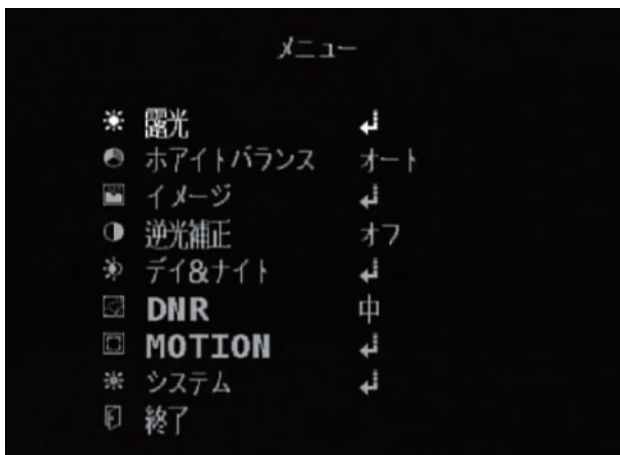 メニュー
露光 ↲
ホアイトバランス オート
イメージ ↲
逆光補正 オフ
デイ&ナイト ↲
DNR 中
MOTION ↲
システム ↲
終了